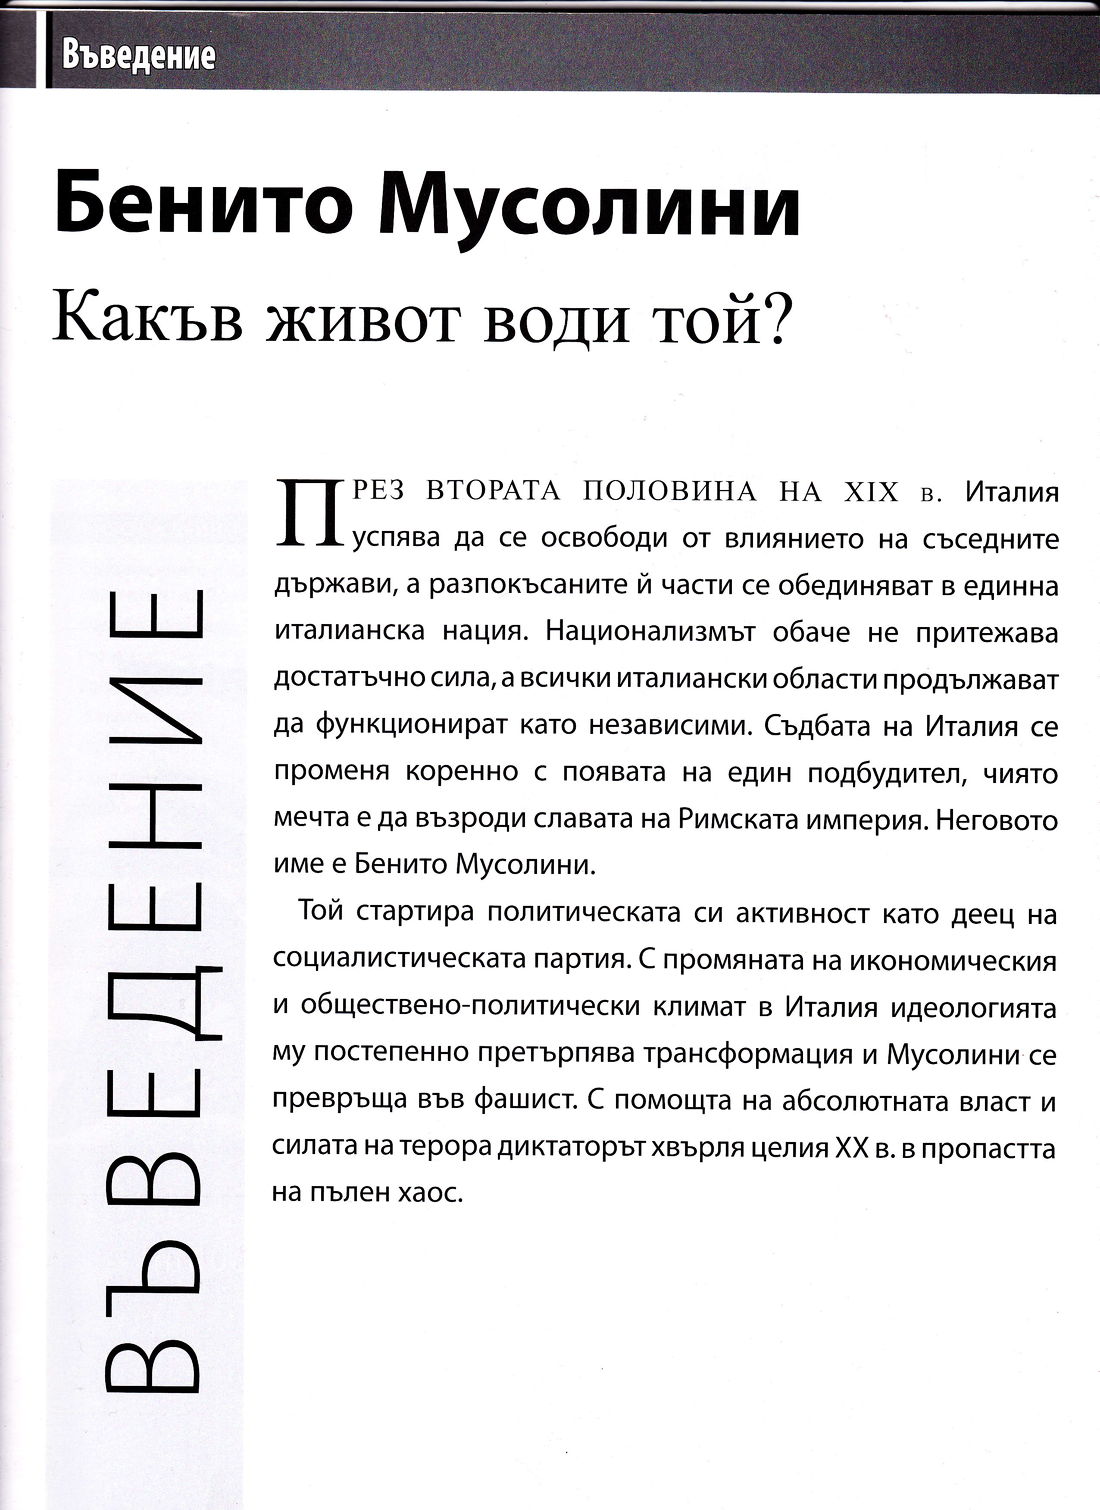 Въведение
Бенито Мусолини
Какъв живот води той?
ВЪВЕДЕНИЕ
ПРЕЗ ВТОРАТА ПОЛОВИНА НА XIX в. Италия
успява да се освободи от влиянието на съседните
държави, а разпокъсаните й части се обединяват в единна
италианска нация. Национализмът обаче не притежава
достатъчно сила, а всички италиански области продължават
да функционират като независими. Съдбата на Италия се
променя коренно с появата на един подбудител, чиято
мечта е да възроди славата на Римската империя. Неговото
име е Бенито Мусолини.
Той стартира политическата си активност като деец на
социалистическата партия. С промяната на икономическия
и обществено-политически климат в Италия идеологията
му постепенно претърпява трансформация и Мусолини се
превръща във фашист. С помощта на абсолютната власт и
силата на терора диктаторът хвърля целия XX в. в пропастта
на пълен хаос.